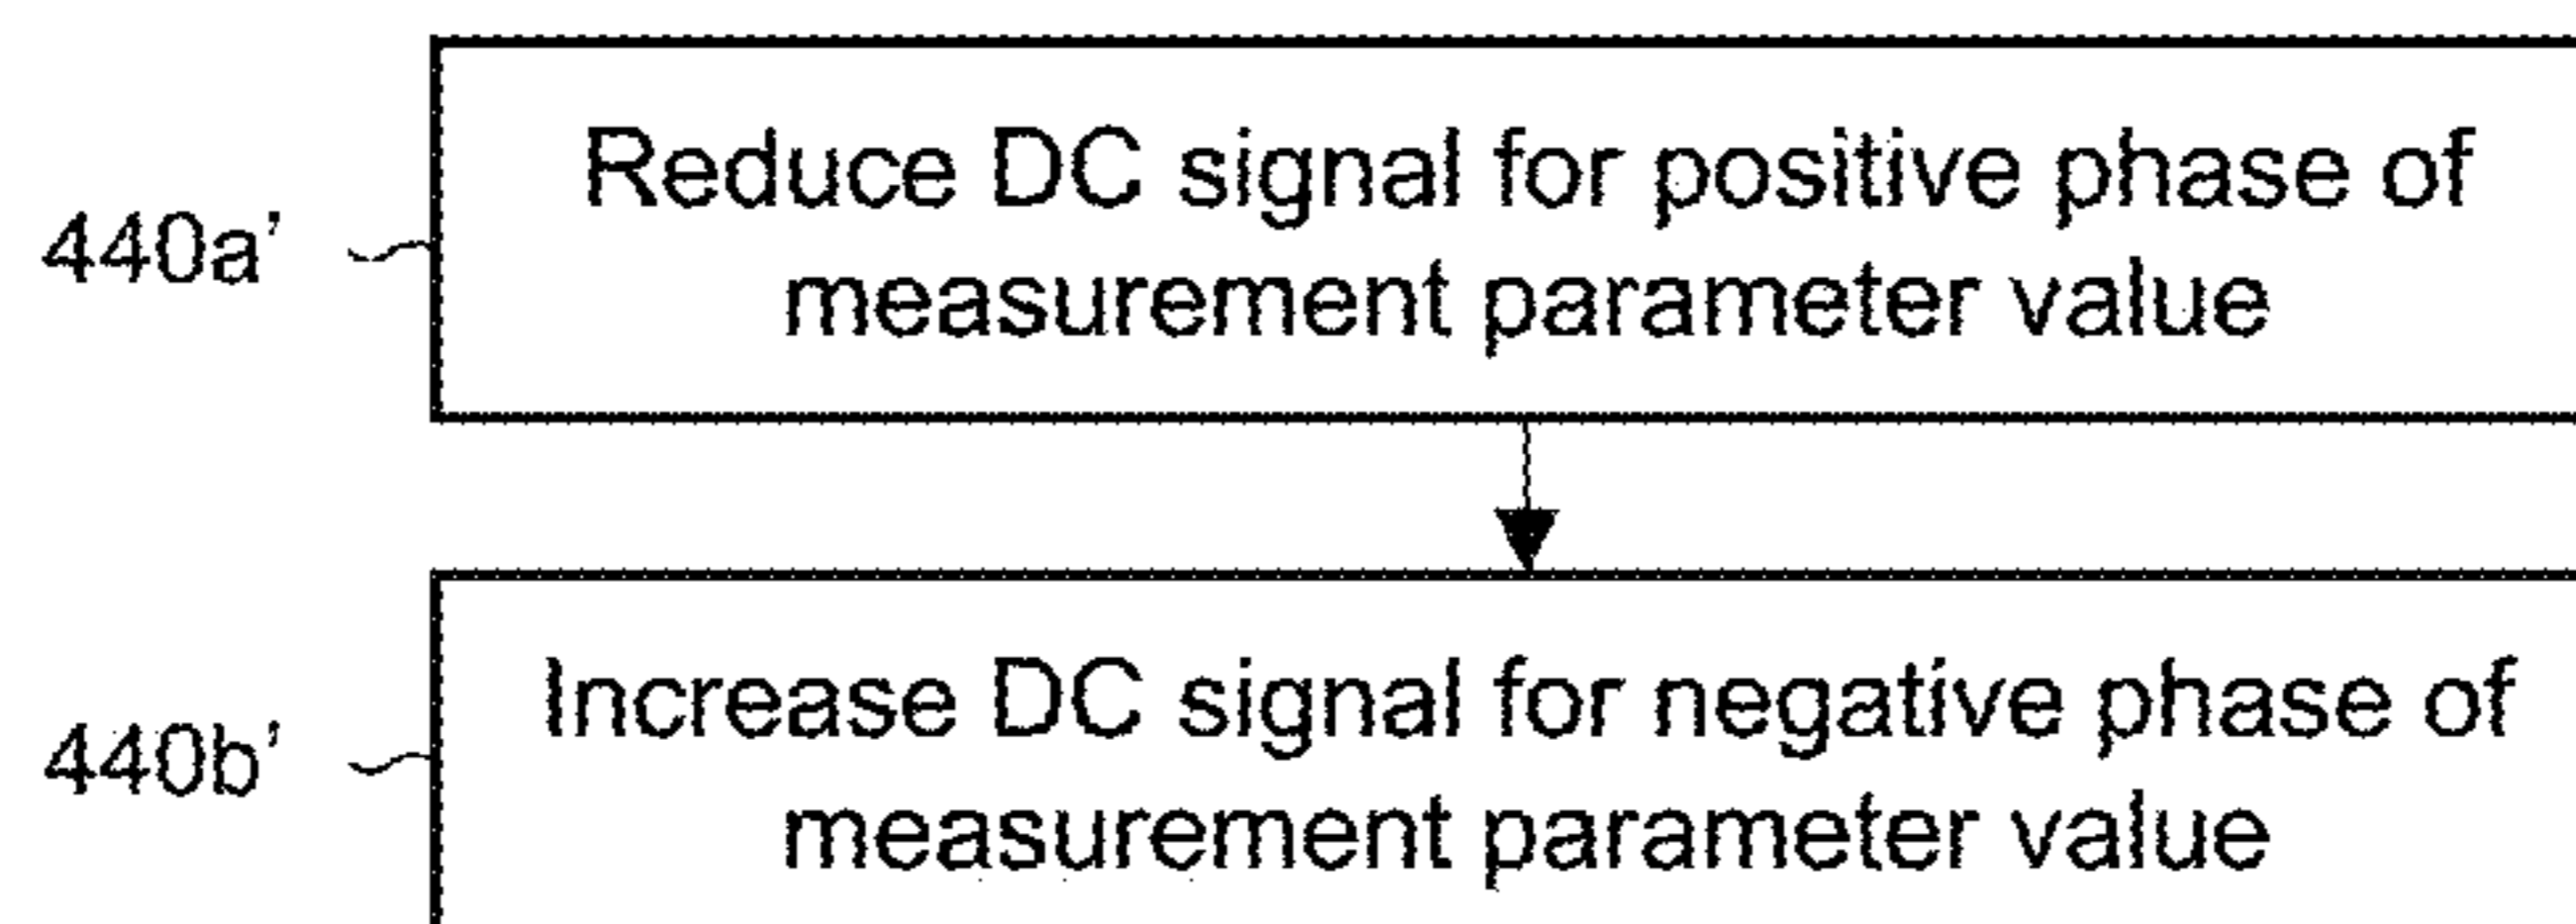 Reduce DC signal for positive phase of
measurement parameter value
440a’
Increase DC signal for negative phase of
measurement parameter value
440b’